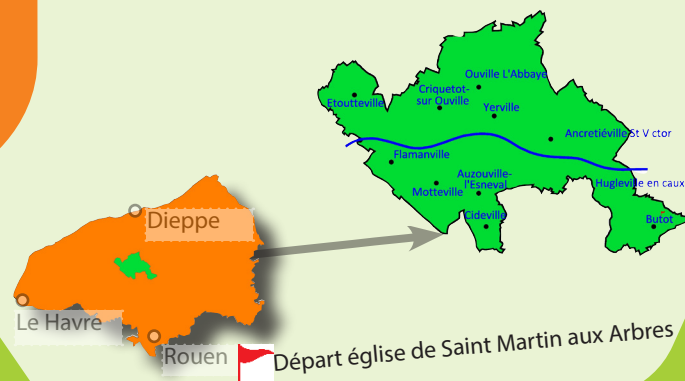 Ouville L'Abbaye
Criquetot-
sur Ouville
Etoutteville
Yerville
Ancretiéville St V ctor
Flamanville
Auzouville-
l'Esneval
Motteville
Hugleville en caux
Cideville
Butot
Dieppe
Le Havre
Rouen
Départ église de Saint Martin aux Arbres